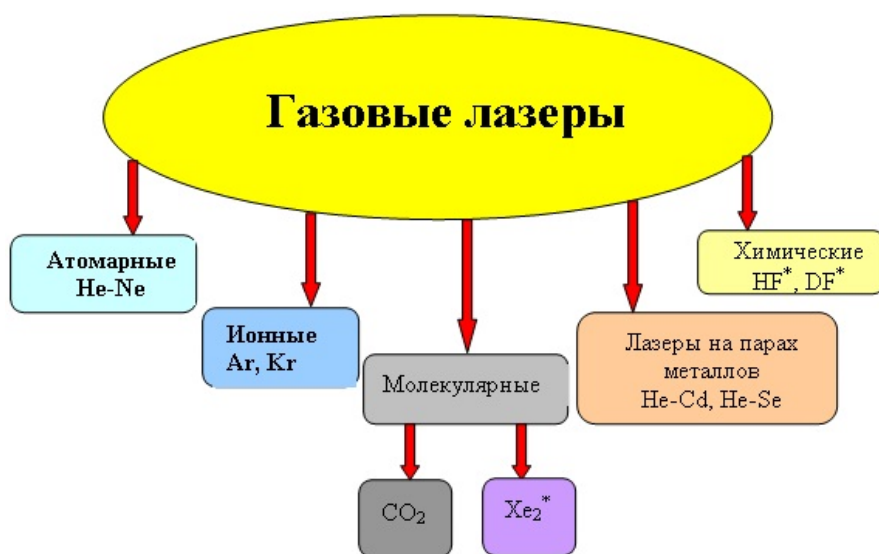 Газовые лазеры
Атомарные
He-Ne
Ионные
Ar, Kr
Молекулярные
CO₂
Xe₂*
Лазеры на парах
металлов
He-Cd, He-Se
Химические
HF*, DF*